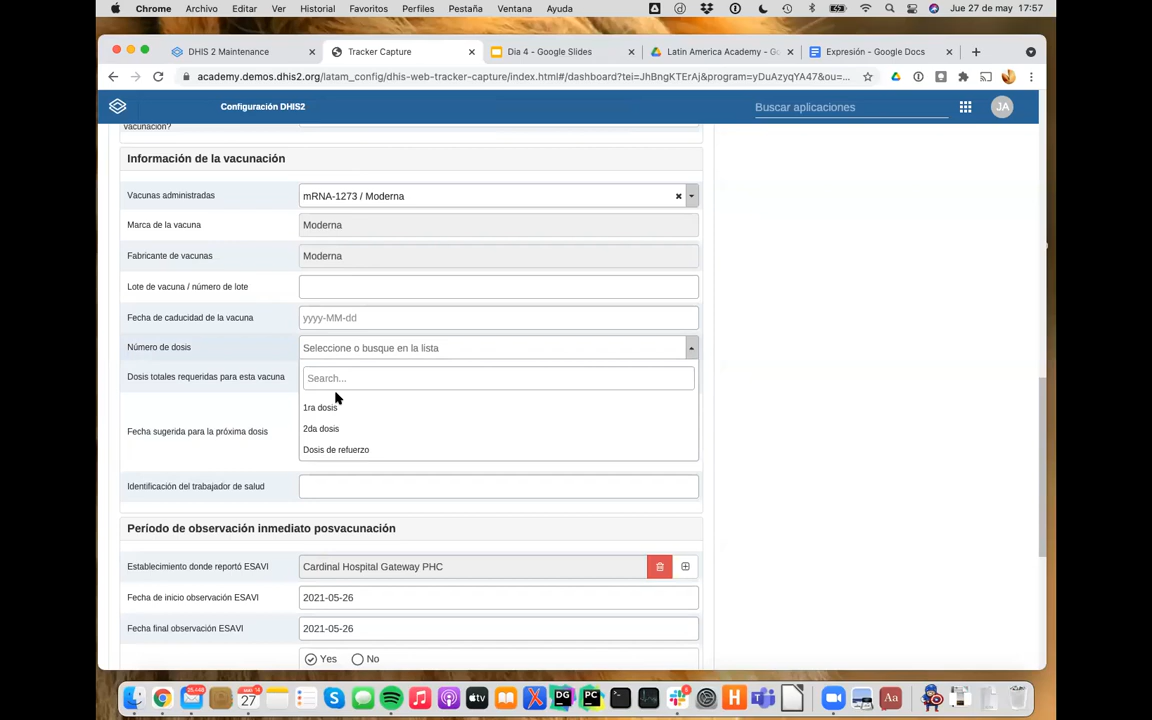 Chrome Archivo Editar Ver Historial Favoritos Perfiles Pestaña Ventana Ayuda Jue 27 de may 17:57
DHIS 2 Maintenance Tracker Capture Dia 4 - Google Slides Latin America Academy - Go Expresión - Google Docs
academy.demos.dhis2.org/latam_config/dhis-web-tracker-capture/index.html#/dashboard?tei=JhBngKTErAj&program=yDuAzyqYA47&ou=...
Configuración DHIS2 Buscar aplicaciones JA
vacunación?
Información de la vacunación
Vacunas administradas mRNA-1273 / Moderna
Marca de la vacuna Moderna
Fabricante de vacunas Moderna
Lote de vacuna / número de lote
Fecha de caducidad de la vacuna yyyy-MM-dd
Número de dosis Seleccione o busque en la lista
Dosis totales requeridas para esta vacuna Search...
1ra dosis
2da dosis
Fecha sugerida para la próxima dosis
Dosis de refuerzo
Identificación del trabajador de salud
Período de observación inmediato posvacunación
Establecimiento donde reportó ESAVI Cardinal Hospital Gateway PHC
Fecha de inicio observación ESAVI 2021-05-26
Fecha final observación ESAVI 2021-05-26
Yes No